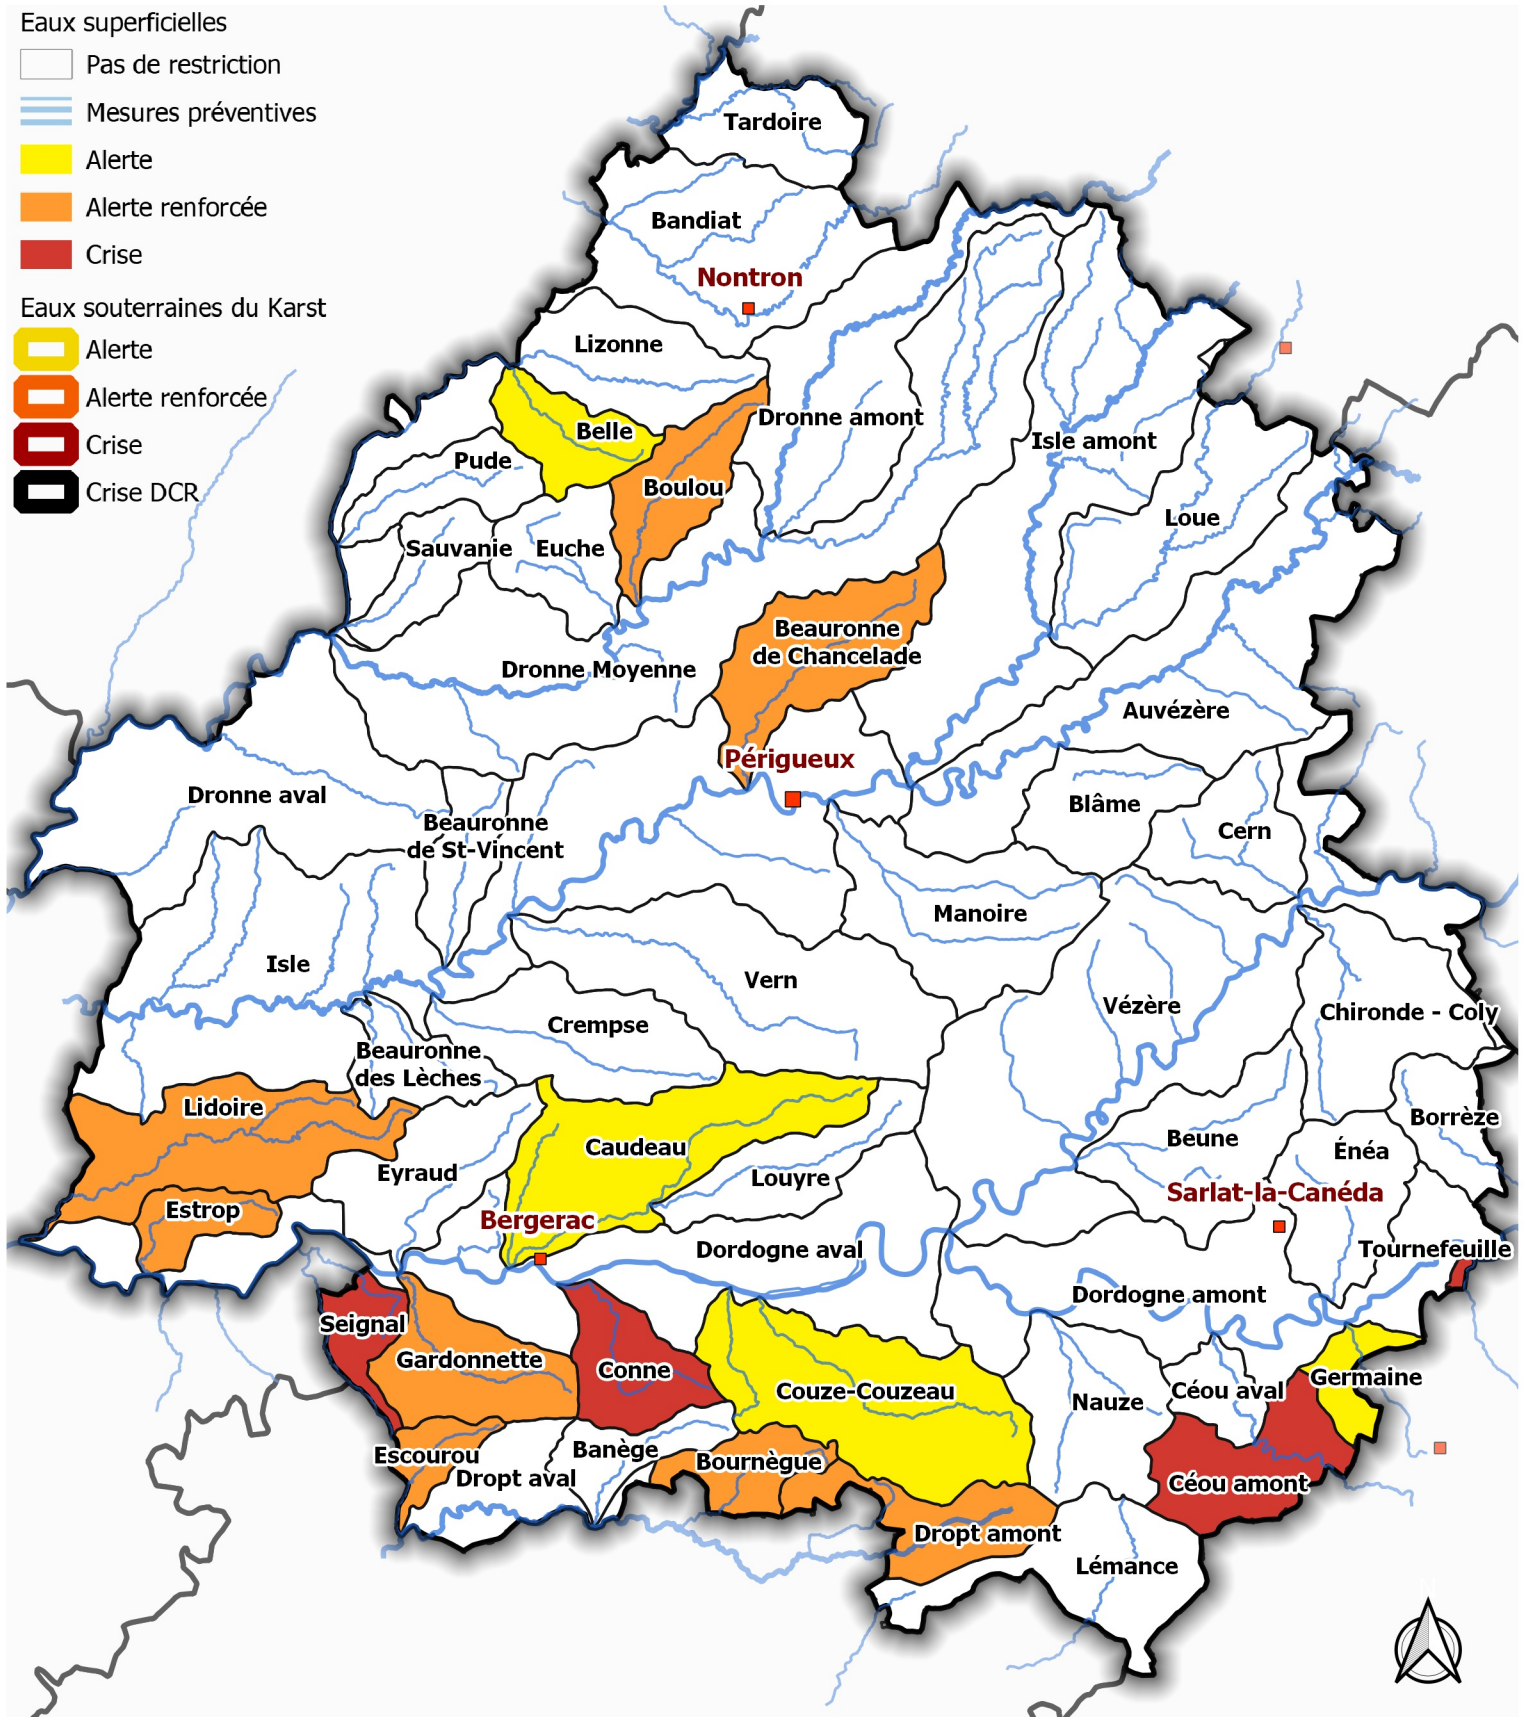 Eaux superficielles
Pas de restriction
Mesures préventives
Alerte
Alerte renforcée
Crise
Eaux souterraines du Karst
Alerte
Alerte renforcée
Crise
Crise DCR
Tardoire
Bandiat
Nontron
Lizonne
Belle
Dronne amont
Isle amont
Pude
Boulou
Loue
Sauvanie
Euche
Beauronne
de Chancelade
Dronne Moyenne
Auvézère
Périgueux
Dronne aval
Blâme
Beauronne
de St-Vincent
Cern
Manoire
Isle
Vern
Vézère
Chironde - Coly
Crempse
Beauronne
des Lèches
Lidoire
Borrèze
Beune
Caudeau
Énéa
Eyraud
Louyre
Sarlat-la-Canéda
Estrop
Bergerac
Dordogne aval
Tournefeuille
Dordogne amont
Seignal
Gardonnette
Conne
Germaine
Couze-Couzeau
Céou aval
Nauze
Banège
Escourou
Bournègue
Dropt aval
Céou amont
Dropt amont
Lémance
N